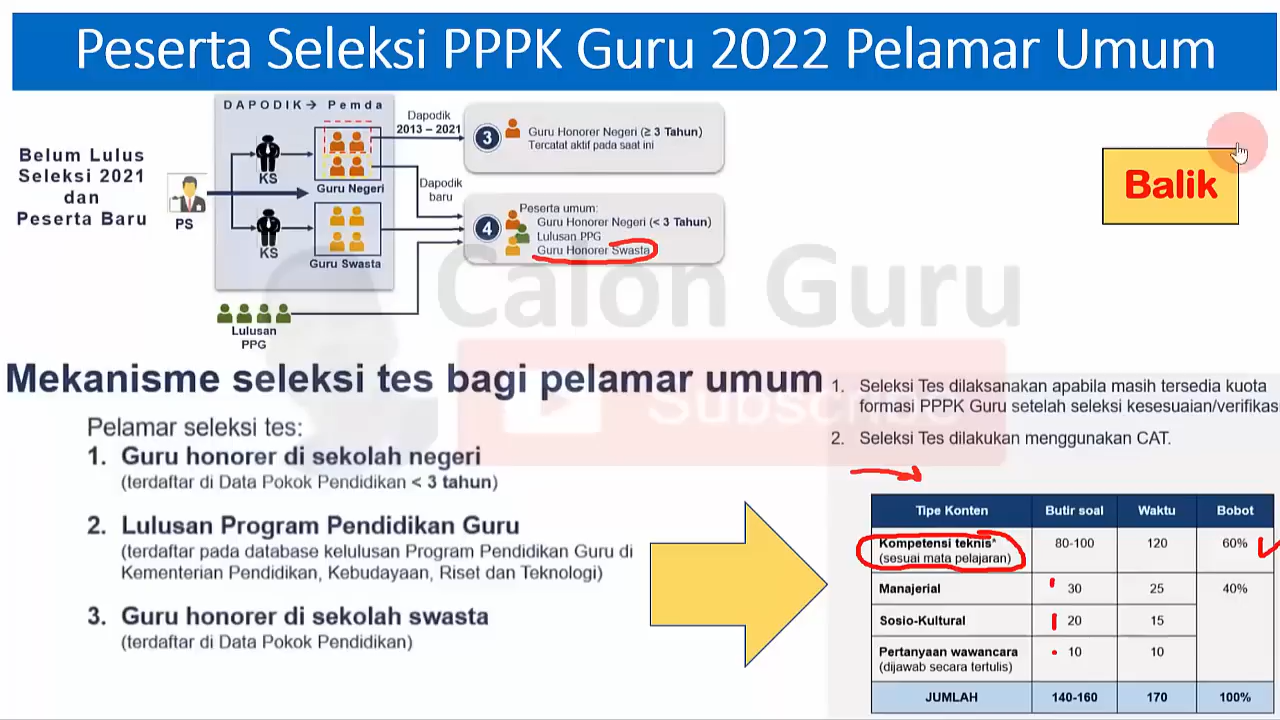 Peserta Seleksi PPPK Guru 2022 Pelamar Umum
DAPODIK → Pemda
Belum Lulus
Seleksi 2021
dan
Peserta Baru
PS
KS
Guru Negeri
KS
Guru Swasta
Lulusan
PPG
Dapodik
2013 – 2021
Dapodik
baru
3
Guru Honorer Negeri (≥ 3 Tahun)
Tercatat aktif pada saat ini
4
Peserta umum:
Guru Honorer Negeri (< 3 Tahun)
Lulusan PPG
Guru Honorer Swasta
Balik
Calon Guru
Subscribe
Mekanisme seleksi tes bagi pelamar umum
Pelamar seleksi tes:
1. Guru honorer di sekolah negeri
(terdaftar di Data Pokok Pendidikan < 3 tahun)
2. Lulusan Program Pendidikan Guru
(terdaftar pada database kelulusan Program Pendidikan Guru di
Kementerian Pendidikan, Kebudayaan, Riset dan Teknologi)
3. Guru honorer di sekolah swasta
(terdaftar di Data Pokok Pendidikan)
1. Seleksi Tes dilaksanakan apabila masih tersedia kuota
formasi PPPK Guru setelah seleksi kesesuaian/verifikas
2. Seleksi Tes dilakukan menggunakan CAT.
Tipe Konten Butir soal Waktu Bobot
Kompetensi teknis* 80-100 120 60%
(sesuai mata pelajaran)
Manajerial 30 25 40%
Sosio-Kultural 20 15
Pertanyaan wawancara 10 10
(dijawab secara tertulis)
JUMLAH 140-160 170 100%